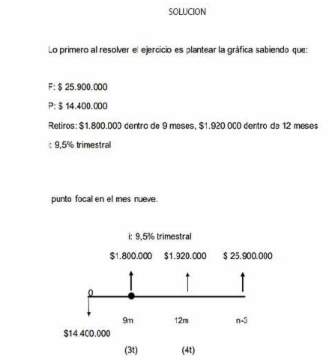 SOLUCION
Lo primero al resolver el ejercicio es plantear la gráfica sabiendo que:
F: $ 25.900.000
P: $ 14.400.000
Retiros: $1.800.000 dentro de 9 meses, $1.920.000 dentro de 12 meses
i: 9,5% trimestral
punto focal en el mes nueve.
i: 9,5% trimestral
$1.800.000 $1.920.000 $ 25.900.000
0
9m 12m n-3
$14.400.000
(3t) (4t)